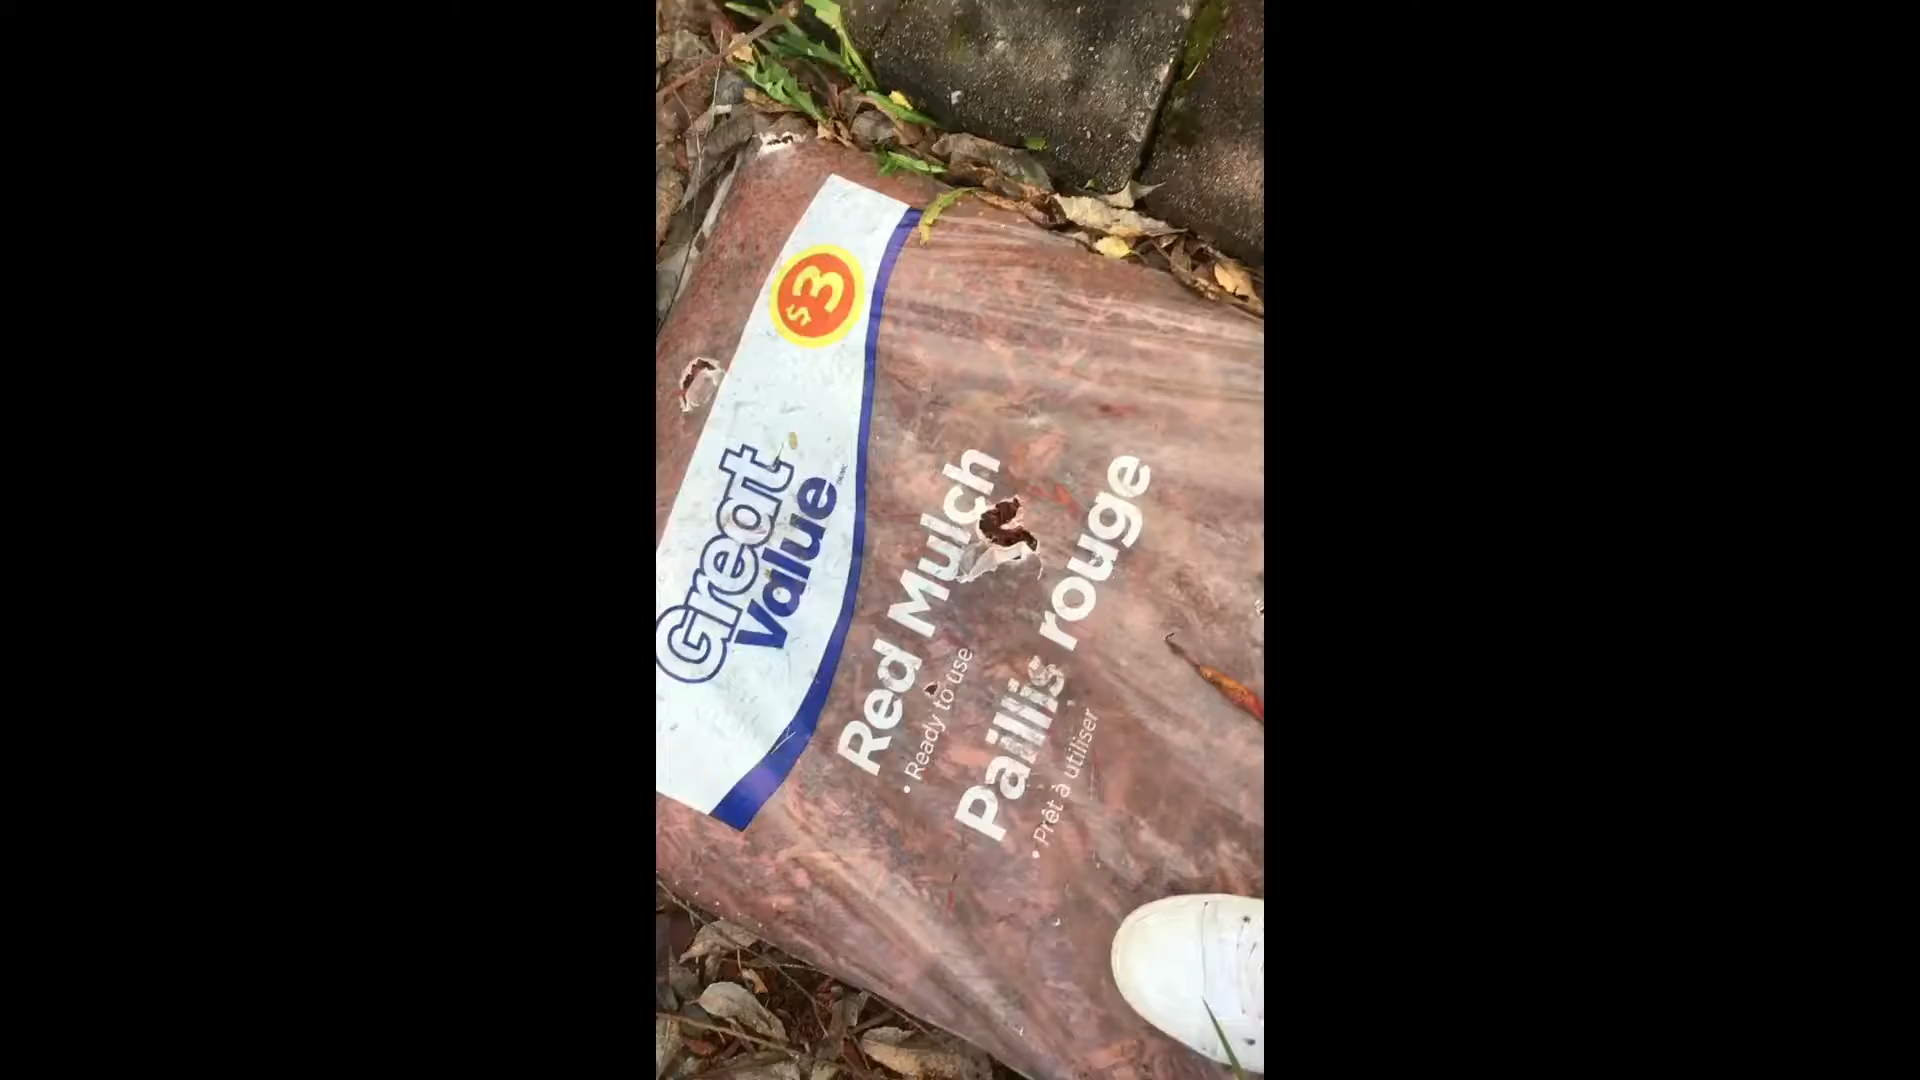 $3
Great
Value
Red Mulch
• Ready to use
Paillis rouge
• Prêt à utiliser